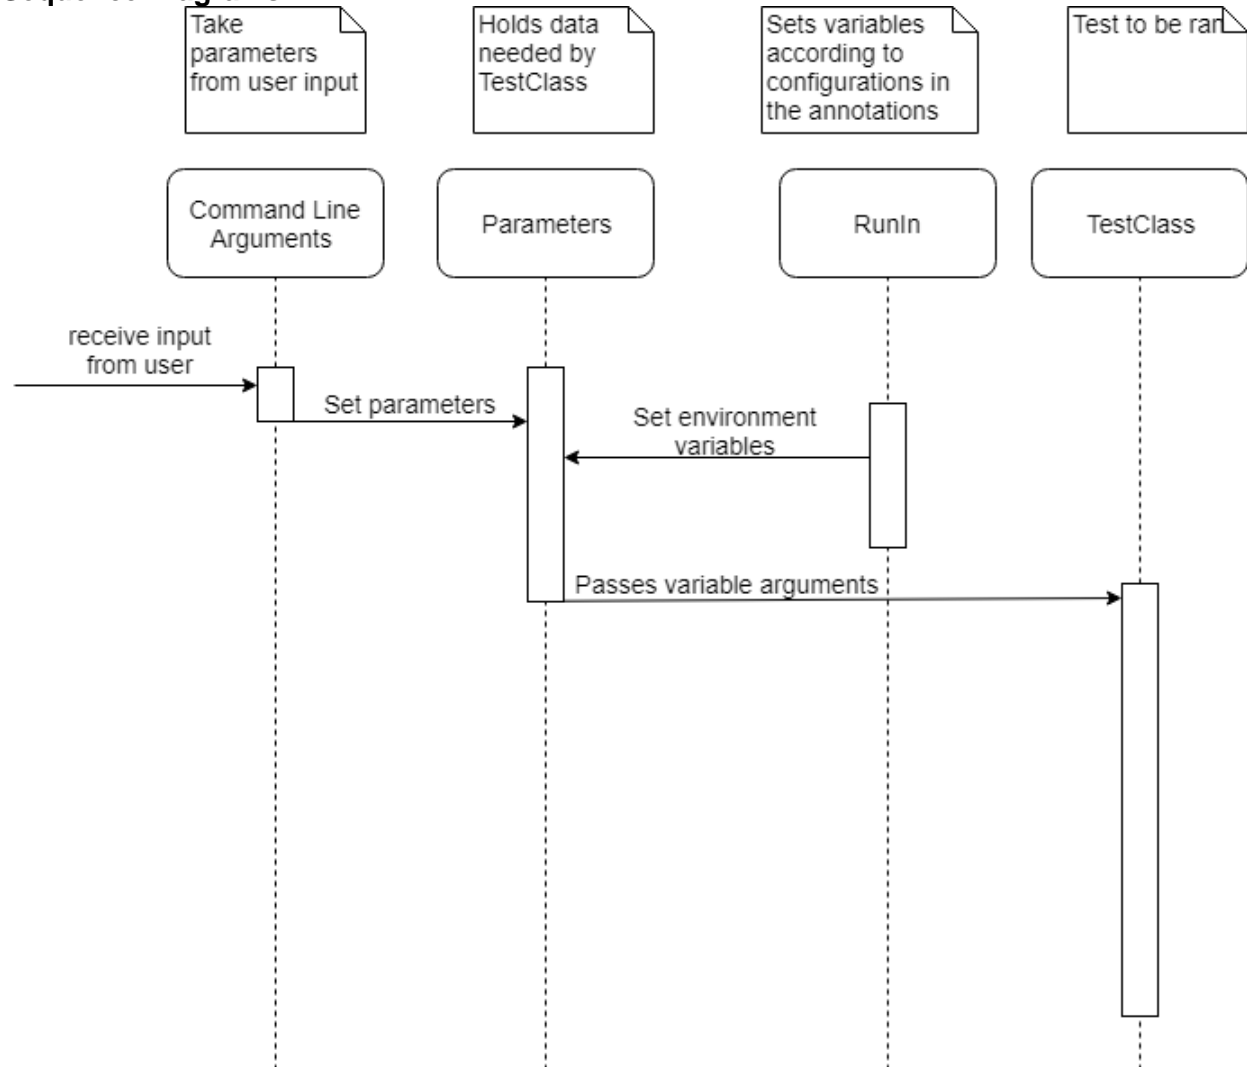 Take
parameters
from user input
Holds data
needed by
TestClass
Sets variables
according to
configurations in
the annotations
Test to be ran
Command Line
Arguments
Parameters
RunIn
TestClass
receive input
from user
Set parameters
Set environment
variables
Passes variable arguments